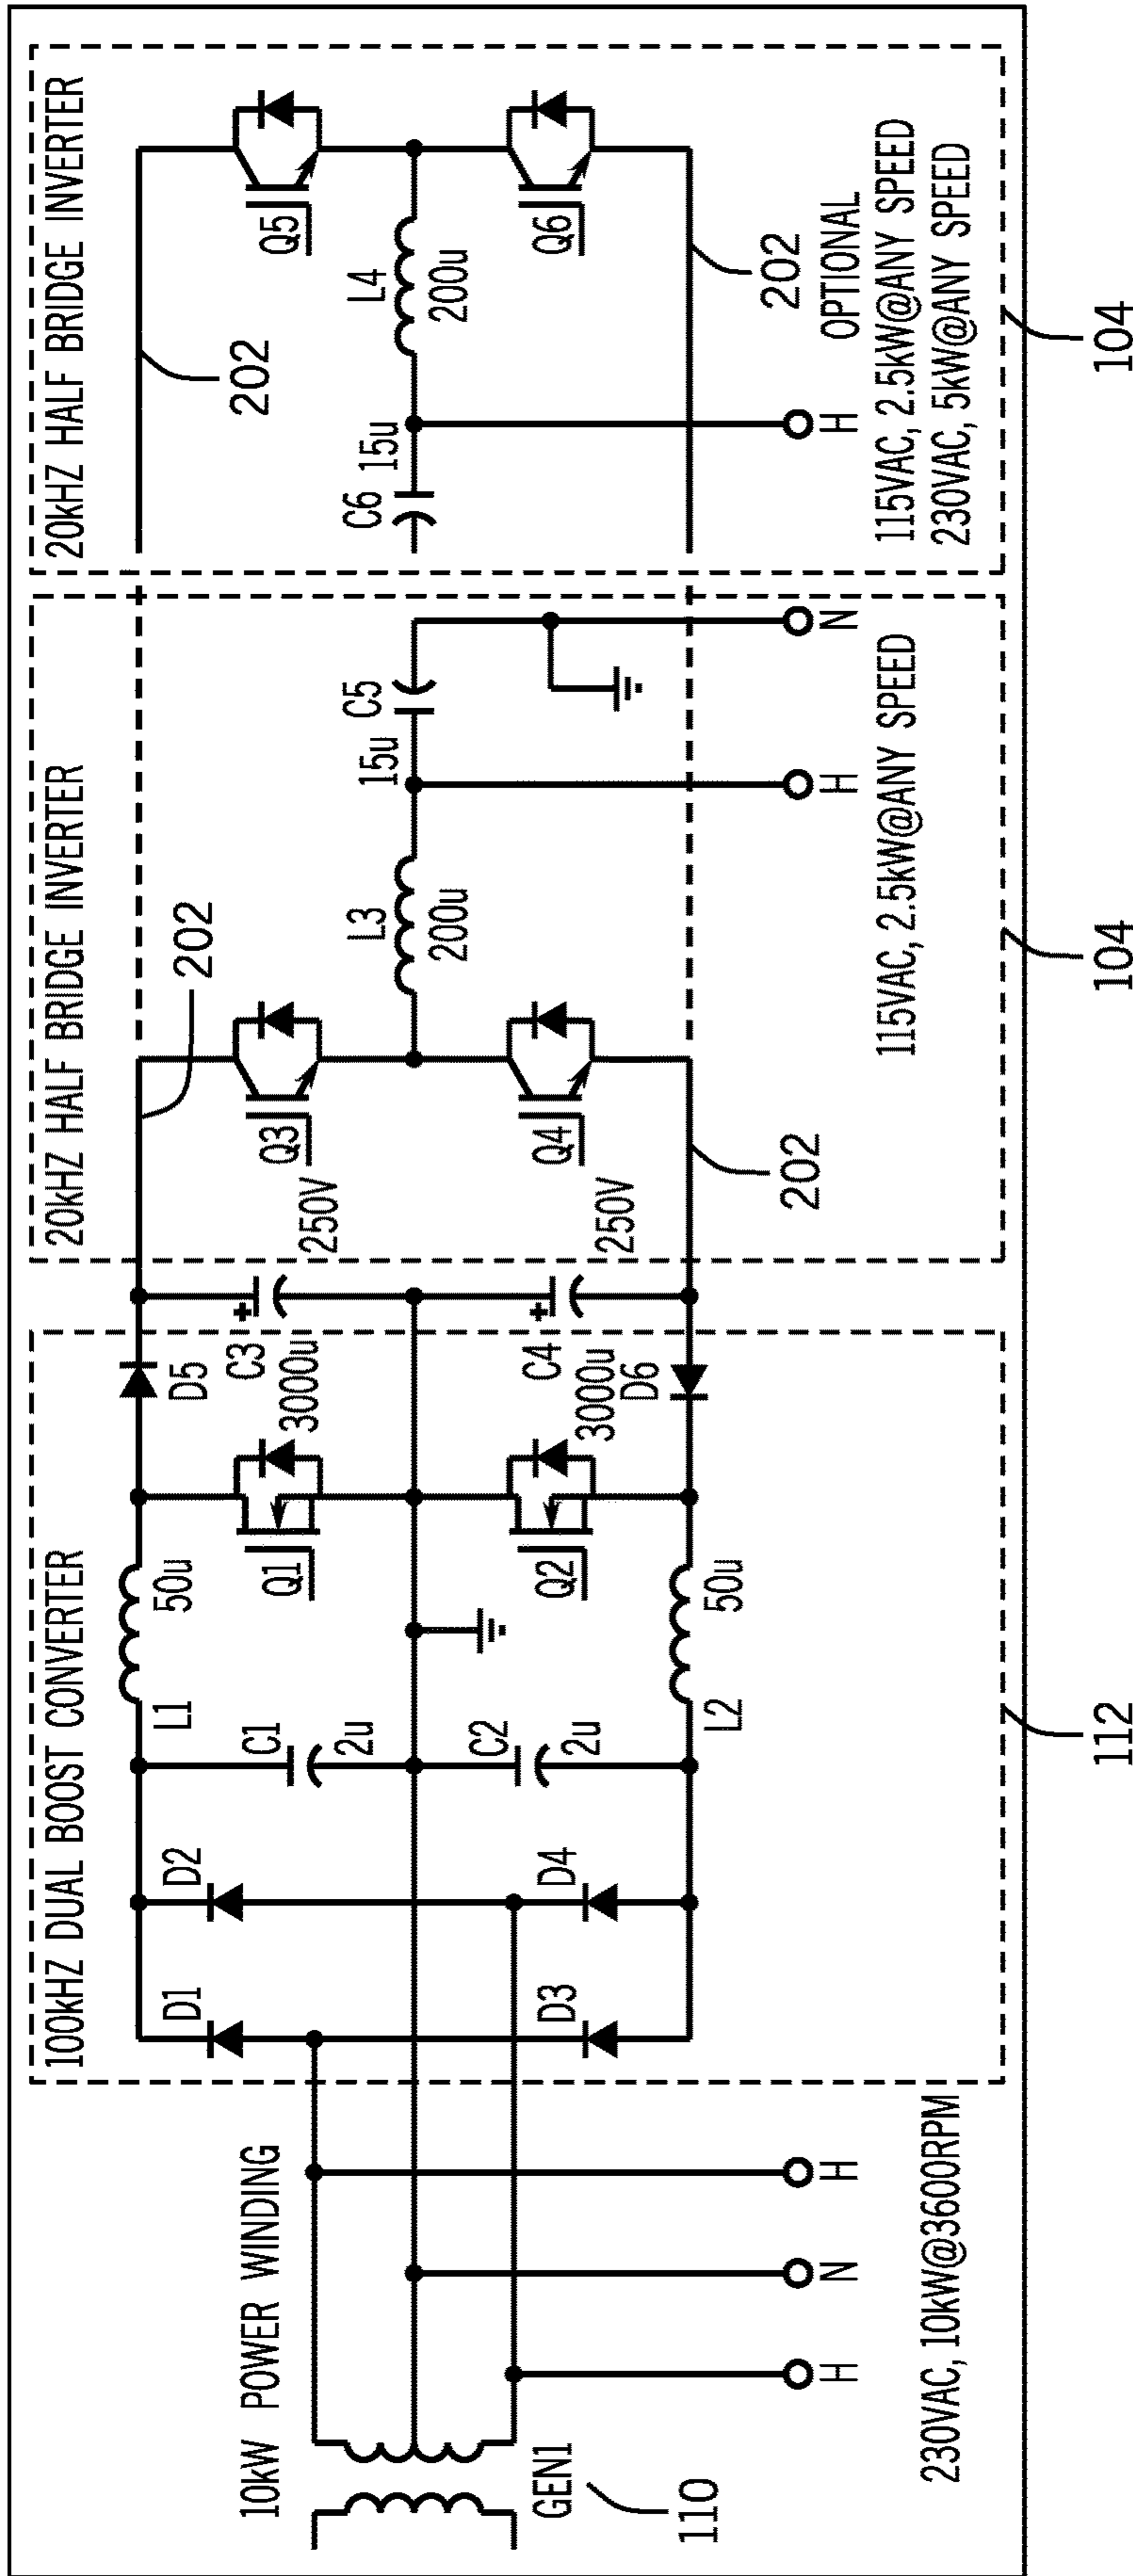 10kW POWER WINDING
GEN1
110
H
N
H
230VAC, 10kW@3600RPM
100kHZ DUAL BOOST CONVERTER
D1
D2
D3
D4
C1
2u
C2
2u
L1
50u
L2
50u
Q1
Q2
D5
D6
C3
3000u
C4
3000u
112
20kHZ HALF BRIDGE INVERTER
202
Q3
250V
Q4
250V
202
L3
200u
15u
C5
H
N
115VAC, 2.5kW@ANY SPEED
104
20kHZ HALF BRIDGE INVERTER
202
C6
15u
L4
200u
Q5
Q6
202
H
OPTIONAL
115VAC, 2.5kW@ANY SPEED
230VAC, 5kW@ANY SPEED
104